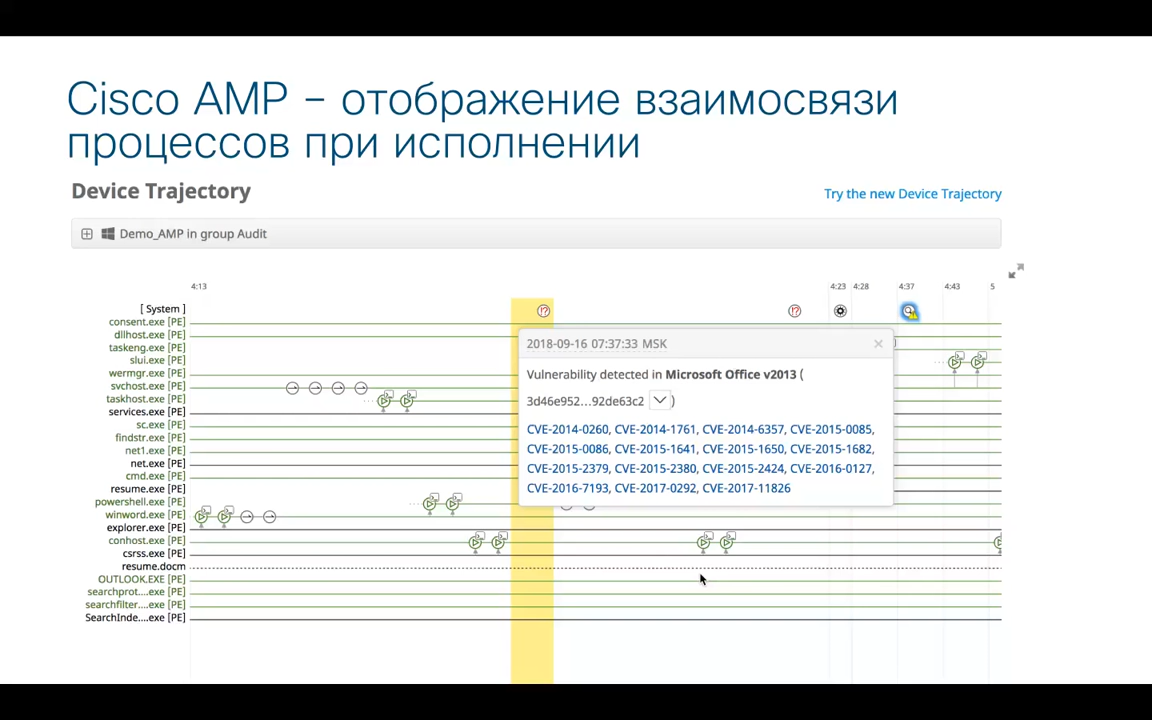 Cisco AMP – отображение взаимосвязи
процессов при исполнении
Device Trajectory
Try the new Device Trajectory
Demo_AMP in group Audit
4:13 4:23 4:28 4:37 4:43 5
[ System ]
consent.exe [PE]
dllhost.exe [PE]
taskeng.exe [PE]
slui.exe [PE]
wermgr.exe [PE]
svchost.exe [PE]
taskhost.exe [PE]
services.exe [PE]
sc.exe [PE]
findstr.exe [PE]
net1.exe [PE]
net.exe [PE]
cmd.exe [PE]
resume.exe [PE]
powershell.exe [PE]
winword.exe [PE]
explorer.exe [PE]
conhost.exe [PE]
csrss.exe [PE]
resume.docm
OUTLOOK.EXE [PE]
searchprot....exe [PE]
searchfilter....exe [PE]
SearchInde....exe [PE]
2018-09-16 07:37:33 MSK
Vulnerability detected in Microsoft Office v2013 (
3d46e952...92de63c2 )
CVE-2014-0260, CVE-2014-1761, CVE-2014-6357, CVE-2015-0085,
CVE-2015-0086, CVE-2015-1641, CVE-2015-1650, CVE-2015-1682,
CVE-2015-2379, CVE-2015-2380, CVE-2015-2424, CVE-2016-0127,
CVE-2016-7193, CVE-2017-0292, CVE-2017-11826